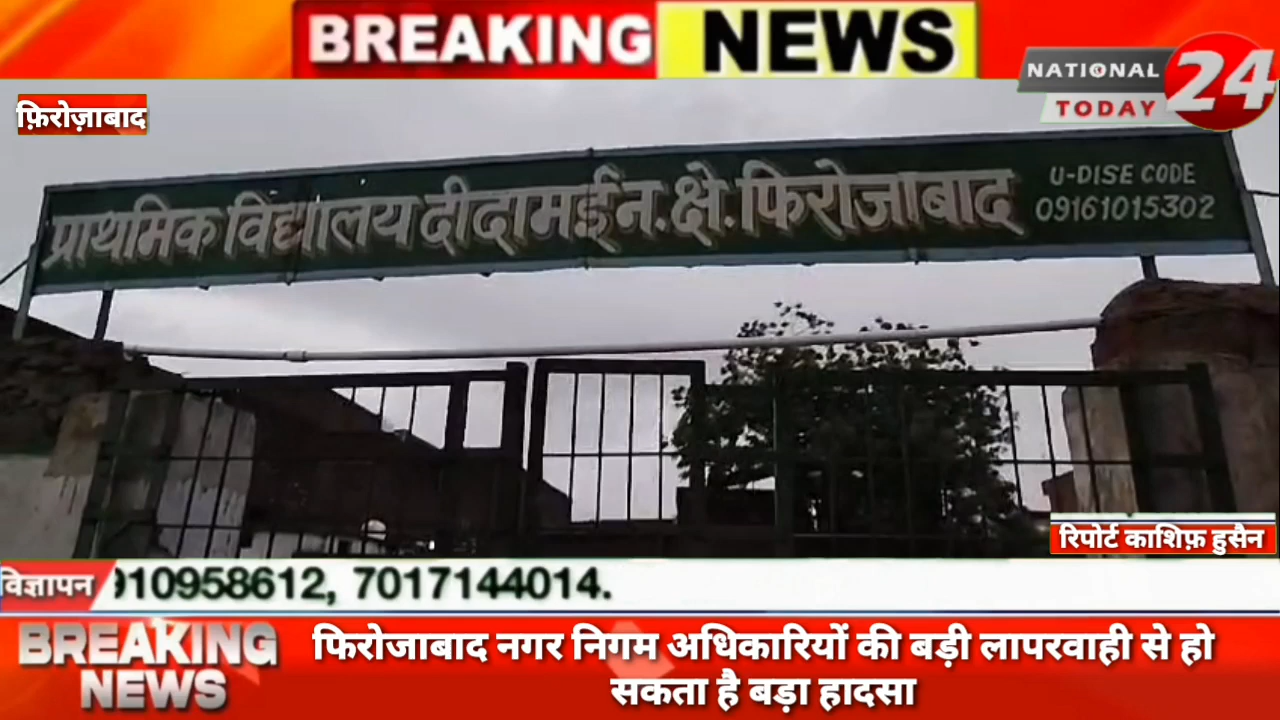 BREAKING NEWS
NATIONAL
TODAY
24
फ़िरोज़ाबाद
प्राथमिक विद्यालय दीदामई न.क्षे. फिरोजाबाद
U-DISE CODE
09161015302
रिपोर्ट काशिफ़ हुसैन
विज्ञापन
910958612, 7017144014.
BREAKING
NEWS
फिरोजाबाद नगर निगम अधिकारियों की बड़ी लापरवाही से हो
सकता है बड़ा हादसा